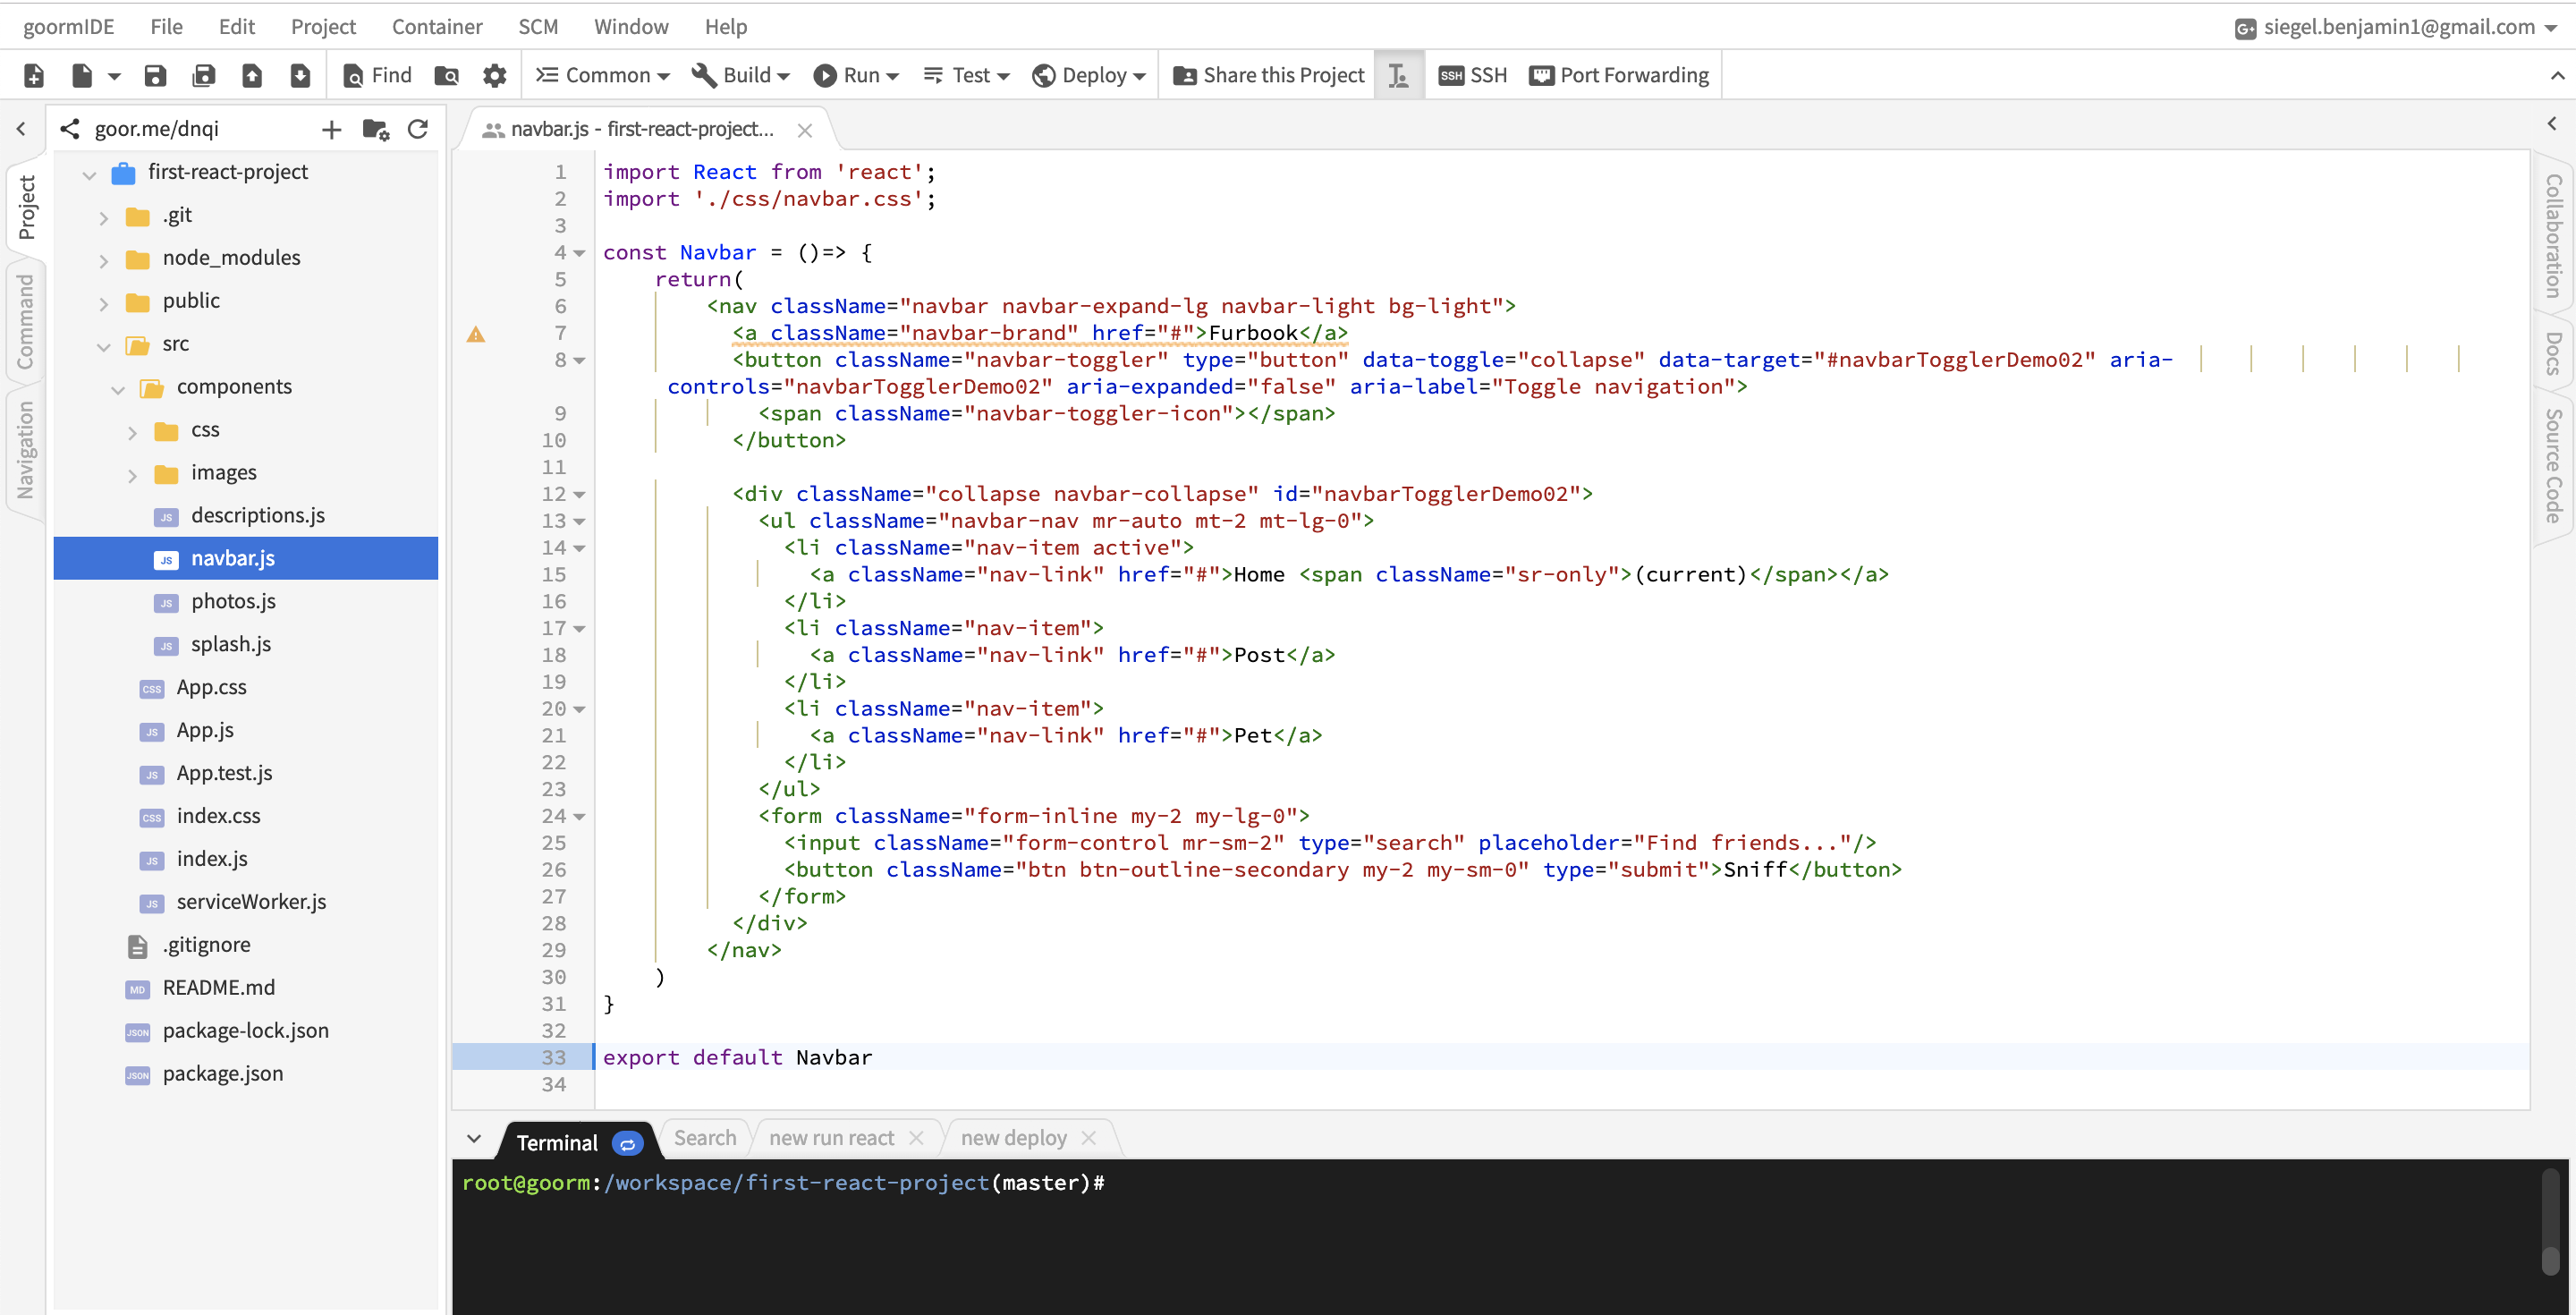 goormIDE File Edit Project Container SCM Window Help siegel.benjamin1@gmail.com
Find Common Build Run Test Deploy Share this Project SSH SSH Port Forwarding
goor.me/dnqi
Project
Command
Navigation
first-react-project
.git
node_modules
public
src
components
css
images
JS descriptions.js
JS navbar.js
JS photos.js
JS splash.js
CSS App.css
JS App.js
JS App.test.js
CSS index.css
JS index.js
JS serviceWorker.js
.gitignore
MD README.md
JSON package-lock.json
JSON package.json
navbar.js - first-react-project...
1 import React from 'react';
2 import './css/navbar.css';
3
4 const Navbar = ()=> {
5 return(
6 <nav className="navbar navbar-expand-lg navbar-light bg-light">
7 <a className="navbar-brand" href="#">Furbook</a>
8 <button className="navbar-toggler" type="button" data-toggle="collapse" data-target="#navbarTogglerDemo02" aria-
controls="navbarTogglerDemo02" aria-expanded="false" aria-label="Toggle navigation">
9 <span className="navbar-toggler-icon"></span>
10 </button>
11
12 <div className="collapse navbar-collapse" id="navbarTogglerDemo02">
13 <ul className="navbar-nav mr-auto mt-2 mt-lg-0">
14 <li className="nav-item active">
15 <a className="nav-link" href="#">Home <span className="sr-only">(current)</span></a>
16 </li>
17 <li className="nav-item">
18 <a className="nav-link" href="#">Post</a>
19 </li>
20 <li className="nav-item">
21 <a className="nav-link" href="#">Pet</a>
22 </li>
23 </ul>
24 <form className="form-inline my-2 my-lg-0">
25 <input className="form-control mr-sm-2" type="search" placeholder="Find friends..."/>
26 <button className="btn btn-outline-secondary my-2 my-sm-0" type="submit">Sniff</button>
27 </form>
28 </div>
29 </nav>
30 )
31 }
32
33 export default Navbar
34
Collaboration
Docs
Source Code
Terminal Search new run react new deploy
root@goorm:/workspace/first-react-project(master)#